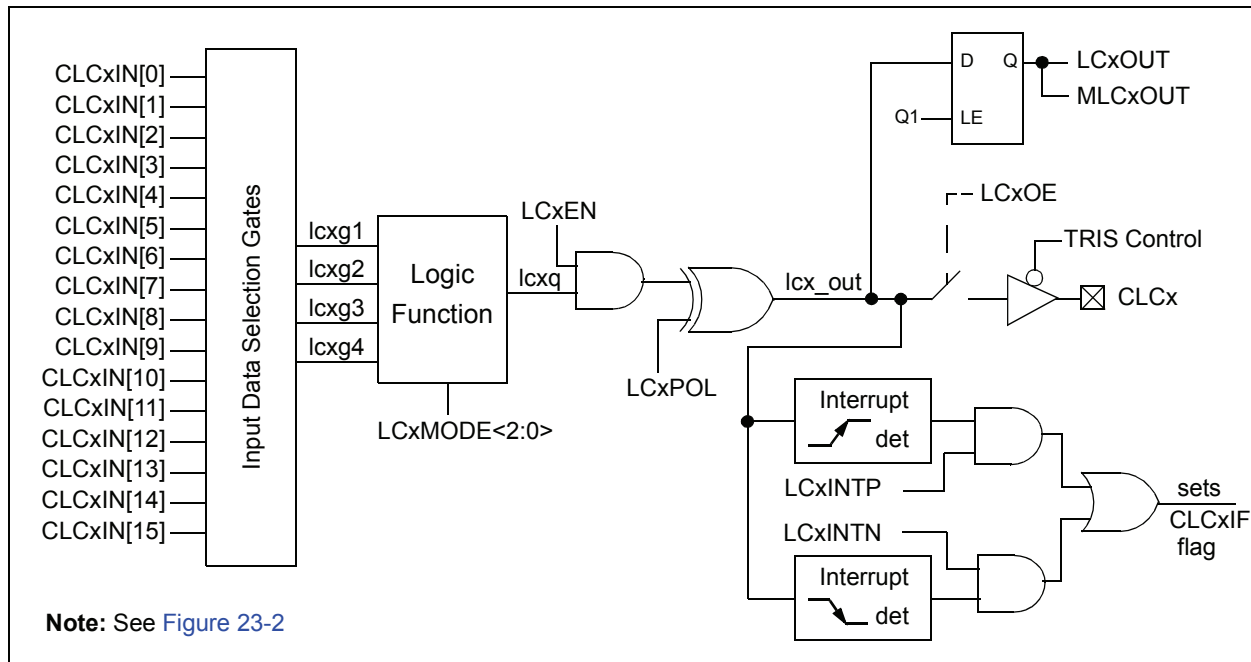 CLCxIN[0]
CLCxIN[1]
CLCxIN[2]
CLCxIN[3]
CLCxIN[4]
CLCxIN[5]
CLCxIN[6]
CLCxIN[7]
CLCxIN[8]
CLCxIN[9]
CLCxIN[10]
CLCxIN[11]
CLCxIN[12]
CLCxIN[13]
CLCxIN[14]
CLCxIN[15]
Input Data Selection Gates
lcxg1
lcxg2
lcxg3
lcxg4
Logic
Function
LCxMODE<2:0>
lcxq
LCxEN
LCxPOL
lcx_out
D
Q
Q1
LE
LCxOUT
MLCxOUT
LCxOE
TRIS Control
CLCx
Interrupt
det
LCxINTP
LCxINTN
Interrupt
det
sets
CLCxIF
flag
Note: See Figure 23-2